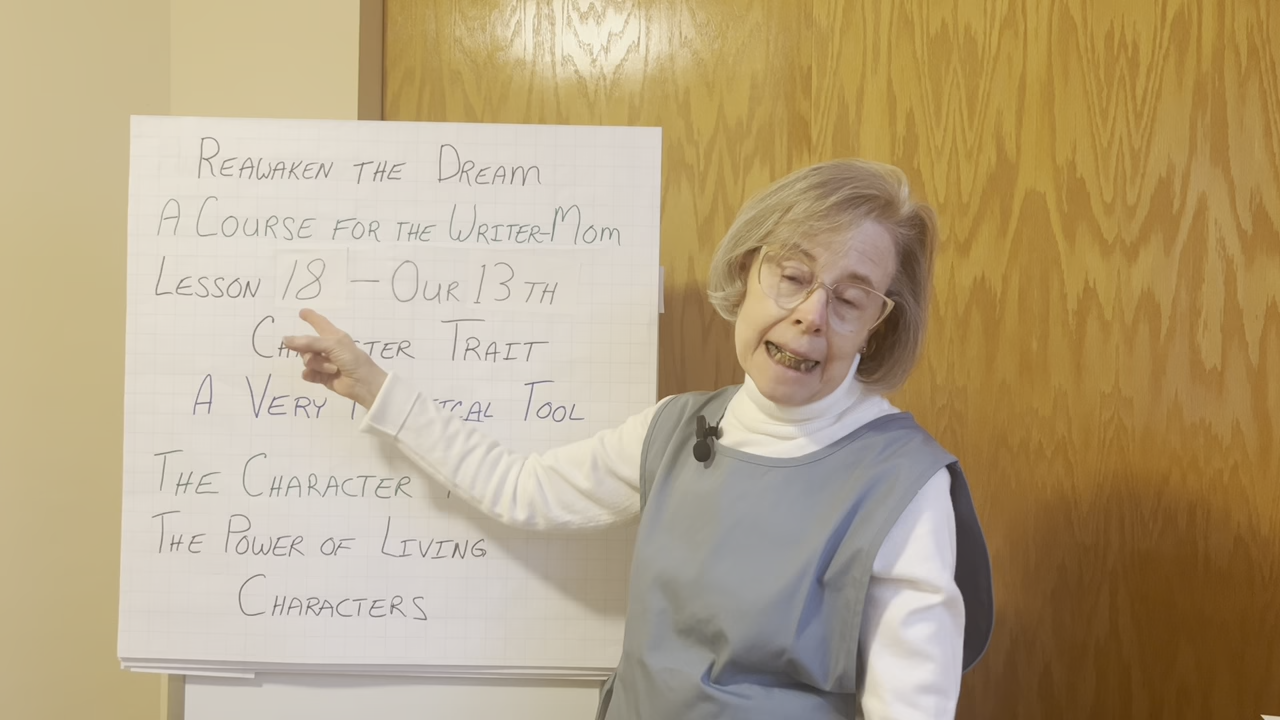 REAWAKEN THE DREAM
A COURSE FOR THE WRITER-MOM
LESSON 18 - OUR 13TH
TRAIT
A VERY TOOL
THE CHARACTER
THE POWER OF LIVING
CHARACTERS